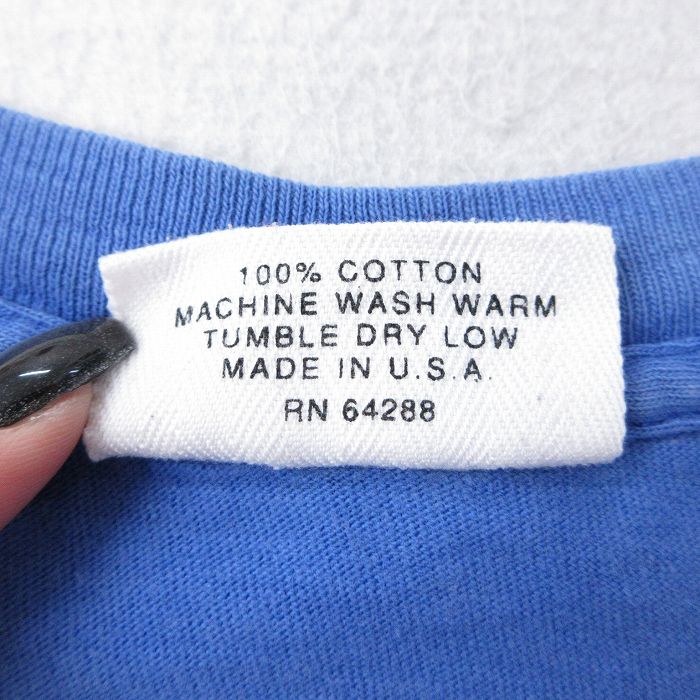 100% COTTON
MACHINE WASH WARM
TUMBLE DRY LOW
MADE IN U.S.A.
RN 64288